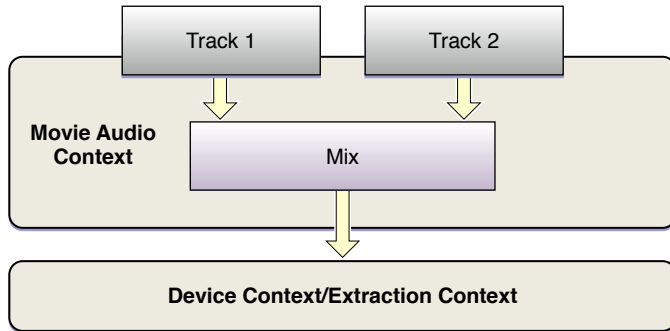 Track 1
Track 2
Movie Audio
Context
Mix
Device Context/Extraction Context